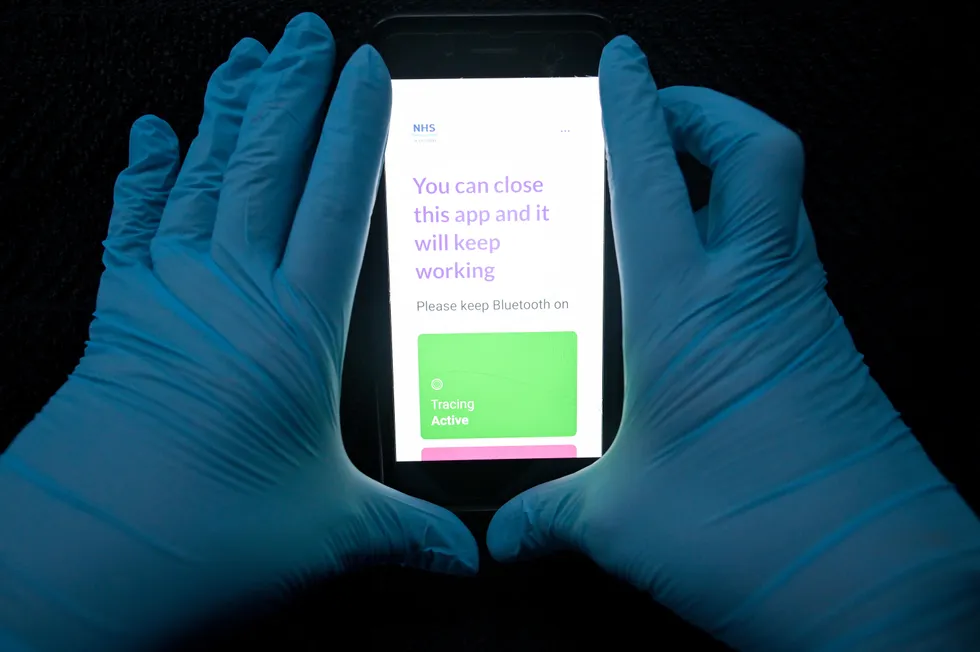 NHS
...
You can close
this app and it
will keep
working
Please keep Bluetooth on
Tracing
Active